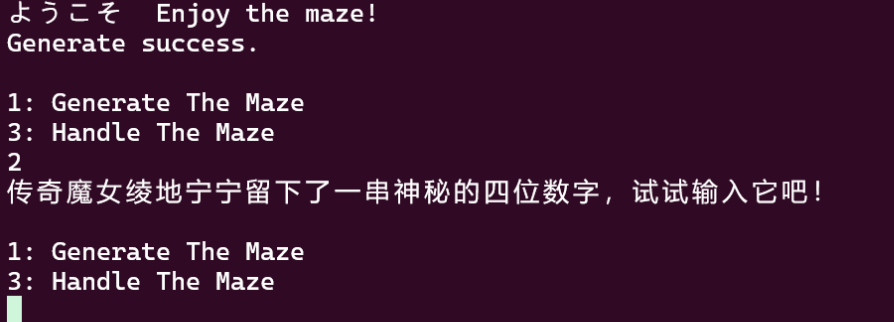 ようこそ  Enjoy the maze!
Generate success.
1: Generate The Maze
3: Handle The Maze
2
传奇魔女绫地宁宁留下了一串神秘的四位数字，试试输入它吧！
1: Generate The Maze
3: Handle The Maze